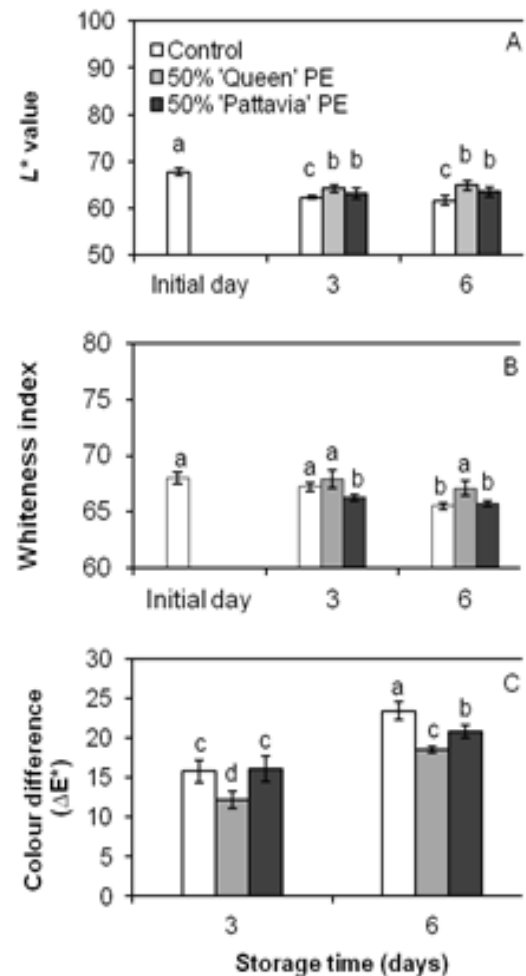 A
100
90
80
70
60
50
L* value
Control
50% 'Queen' PE
50% 'Pattavia' PE
a
c b b
c b b
Initial day 3 6
B
80
75
70
65
60
Whiteness index
a
a a b
b a b
Initial day 3 6
C
30
25
20
15
10
5
0
Colour difference
(ΔE*)
c d c
a c b
3 6
Storage time (days)